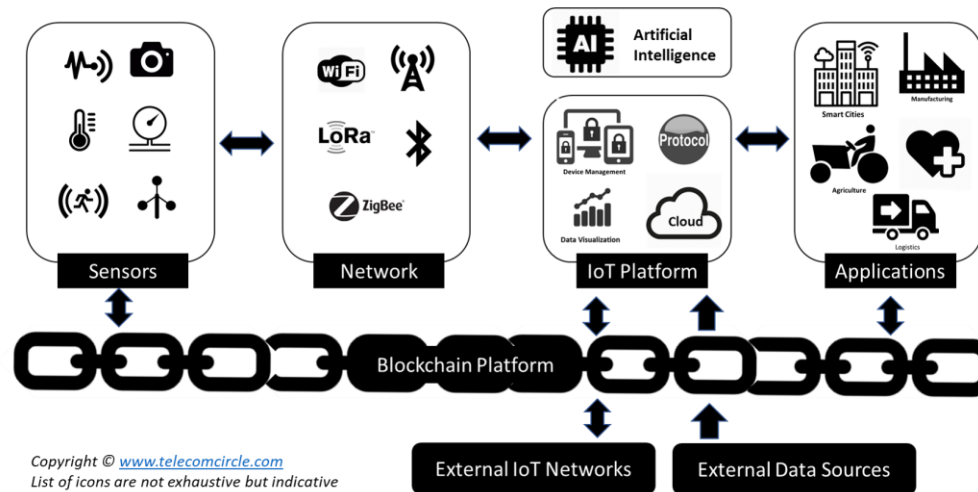 AI
Artificial
Intelligence
WiFi
LoRa™
ZigBee®
Device Management
Protocol
Data Visualization
Cloud
Smart Cities
Manufacturing
Agriculture
Logistics
Sensors
Network
IoT Platform
Applications
Blockchain Platform
External IoT Networks
External Data Sources
Copyright © www.telecomcircle.com
List of icons are not exhaustive but indicative